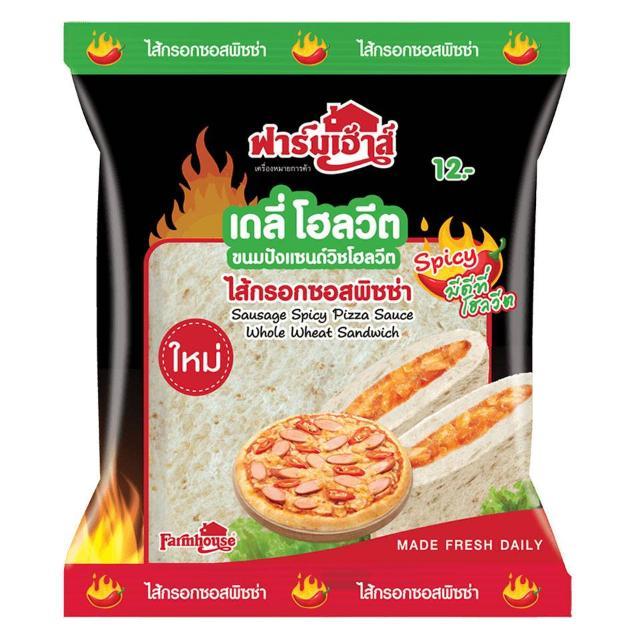 ไส้กรอกซอสพิซซ่า ไส้กรอกซอสพิซซ่า
ฟาร์มเฮ้าส์
เครื่องหมายการค้า
12.-
เดลี่ โฮลวีต
ขนมปังแซนด์วิชโฮลวีต
ไส้กรอกซอสพิซซ่า
Sausage Spicy Pizza Sauce
Whole Wheat Sandwich
Spicy
มีดีที่
โฮลวีต
ใหม่
Farmhouse
MADE FRESH DAILY
ไส้กรอกซอสพิซซ่า ไส้กรอกซอสพิซซ่า